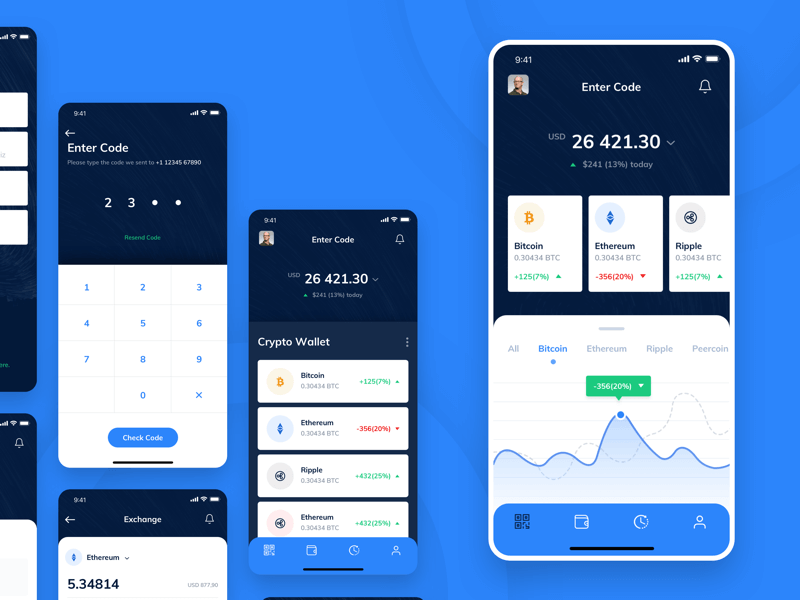 iz
ere.
9:41
Enter Code
Please type the code we sent to +1 12345 67890
2 3
Resend Code
1 2 3
4 5 6
7 8 9
0 ×
Check Code
9:41
Exchange
Ethereum
5.34814
USD 877,90
9:41
Enter Code
USD 26 421.30
$241 (13%) today
Crypto Wallet
Bitcoin
0.30434 BTC
+125(7%)
Ethereum
0.30434 BTC
-356(20%)
Ripple
0.30434 BTC
+432(25%)
Ethereum
0.30434 BTC
+432(25%)
9:41
Enter Code
USD 26 421.30
$241 (13%) today
Bitcoin
0.30434 BTC
+125(7%)
Ethereum
0.30434 BTC
-356(20%)
Ripple
0.30434 BTC
+125(7%)
All Bitcoin Ethereum Ripple Peercoin
-356(20%)